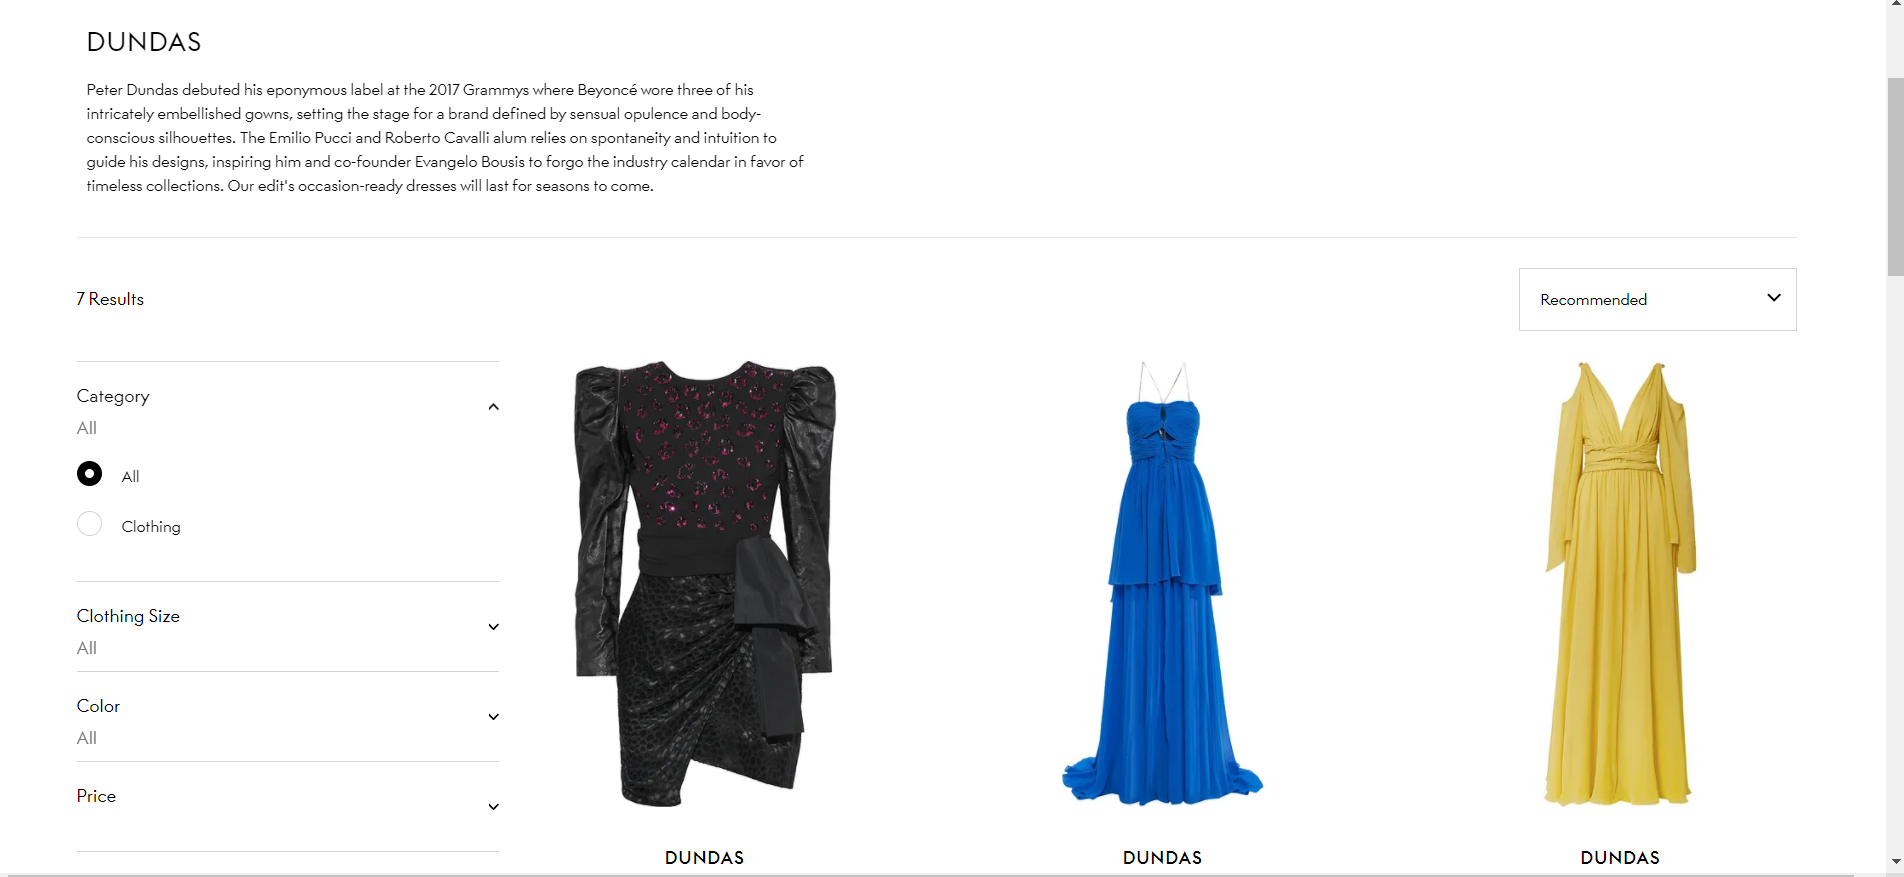 DUNDAS
Peter Dundas debuted his eponymous label at the 2017 Grammys where Beyoncé wore three of his
intricately embellished gowns, setting the stage for a brand defined by sensual opulence and body-
conscious silhouettes. The Emilio Pucci and Roberto Cavalli alum relies on spontaneity and intuition to
guide his designs, inspiring him and co-founder Evangelo Bousis to forgo the industry calendar in favor of
timeless collections. Our edit's occasion-ready dresses will last for seasons to come.
7 Results
Recommended
Category
All
All
Clothing
Clothing Size
All
Color
All
Price
DUNDAS
DUNDAS
DUNDAS